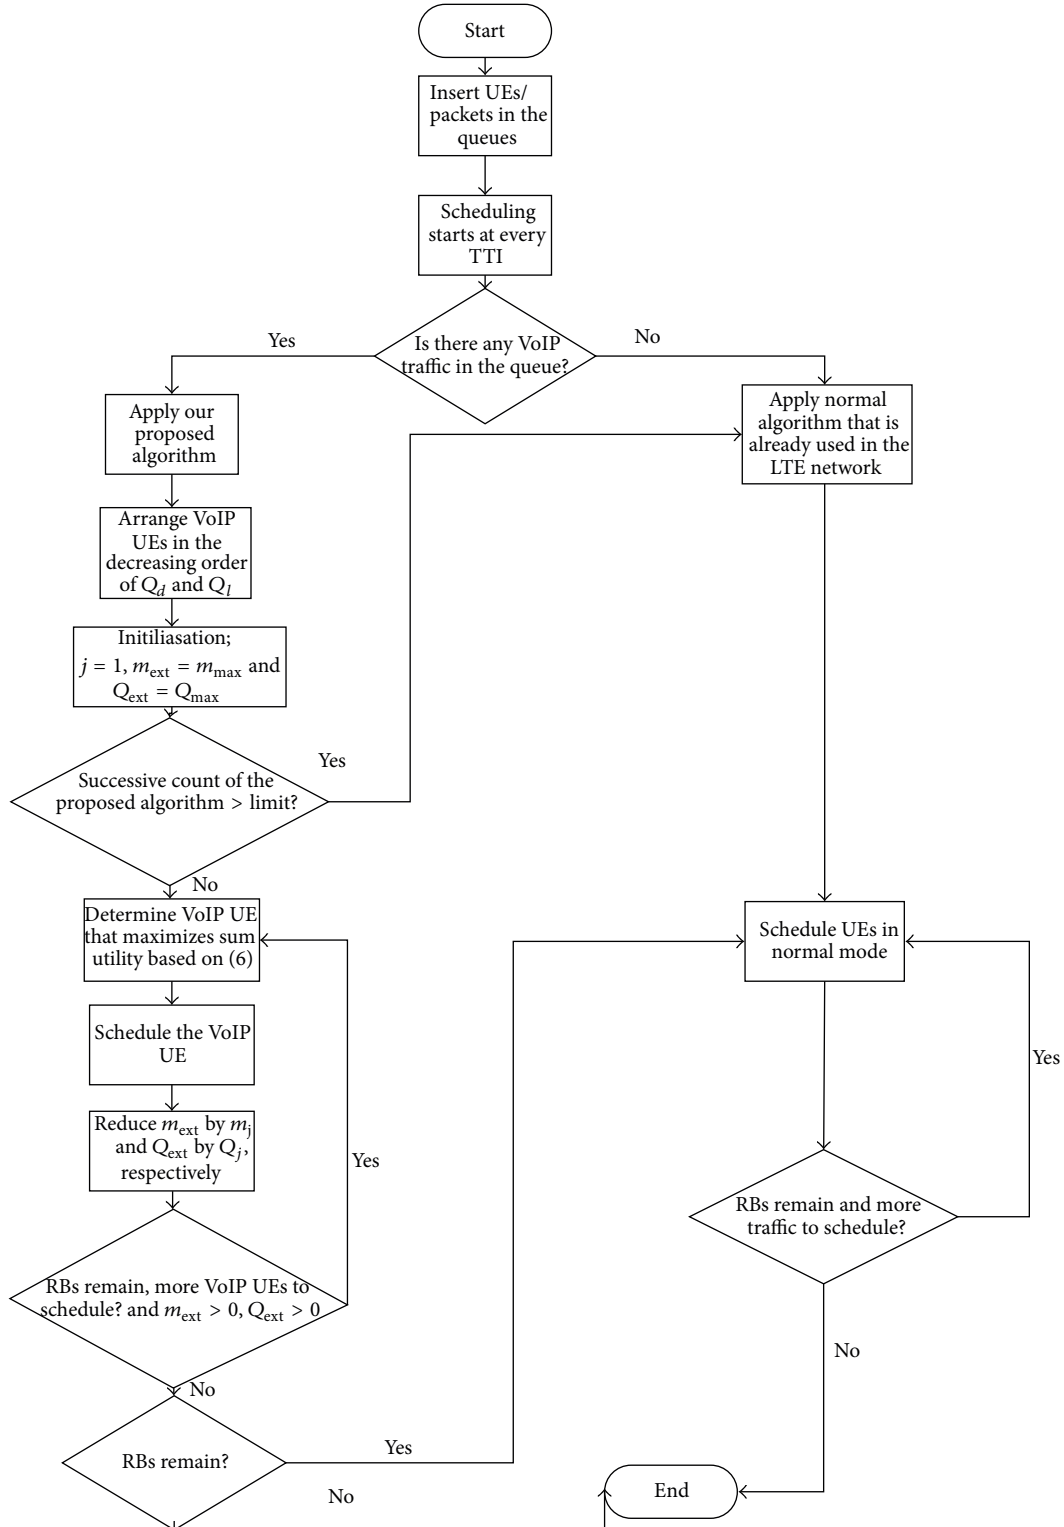 Start
Insert UEs/
packets in the
queues
Scheduling
starts at every
TTI
Is there any VoIP
traffic in the queue?
Yes
No
Apply our
proposed
algorithm
Apply normal
algorithm that is
already used in the
LTE network
Arrange VoIP
UEs in the
decreasing order
of Q_d and Q_l
Initiliasation;
j = 1, m_ext = m_max and
Q_ext = Q_max
Successive count of the
proposed algorithm > limit?
Yes
No
Determine VoIP UE
that maximizes sum
utility based on (6)
Schedule the VoIP
UE
Reduce m_ext by m_j
and Q_ext by Q_j,
respectively
Yes
RBs remain, more VoIP UEs to
schedule? and m_ext > 0, Q_ext > 0
No
RBs remain?
Yes
No
Schedule UEs in
normal mode
Yes
RBs remain and more
traffic to schedule?
No
End